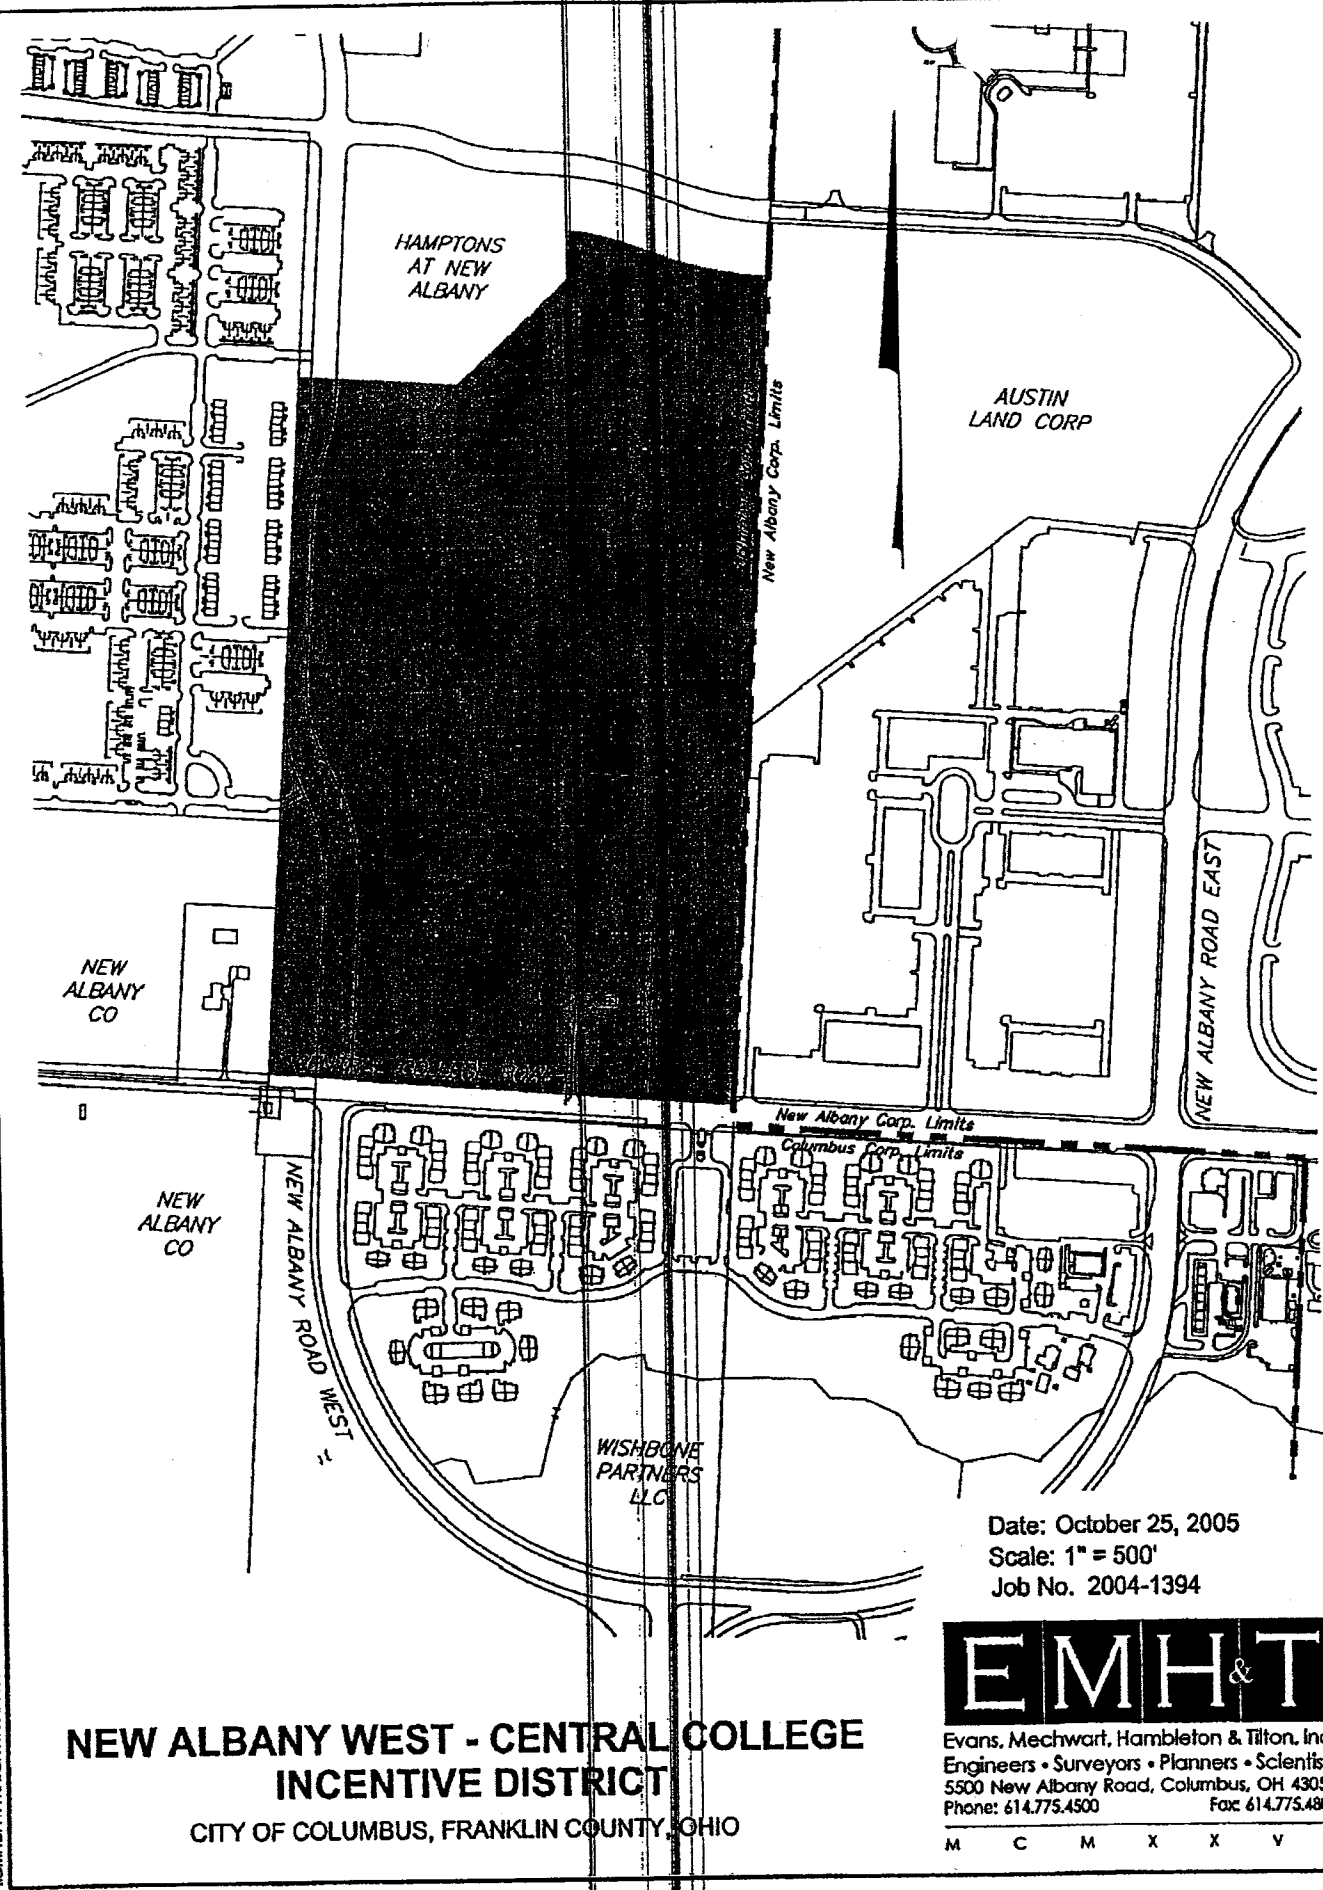 HAMPTONS
AT NEW
ALBANY
New Albany Corp. Limits
AUSTIN
LAND CORP
NEW ALBANY ROAD EAST
NEW
ALBANY
CO
New Albany Corp. Limits
Columbus Corp. Limits
NEW
ALBANY
CO
NEW ALBANY ROAD WEST
WISHBONE
PARTNERS
LLC
Date: October 25, 2005
Scale: 1" = 500'
Job No. 2004-1394
EMH&T
Evans, Mechwart, Hambleton & Tilton, Inc
Engineers • Surveyors • Planners • Scientis
5500 New Albany Road, Columbus, OH 4305
Phone: 614.775.4500 Fax: 614.775.480
M C M X X V
NEW ALBANY WEST - CENTRAL COLLEGE
INCENTIVE DISTRICT
CITY OF COLUMBUS, FRANKLIN COUNTY, OHIO